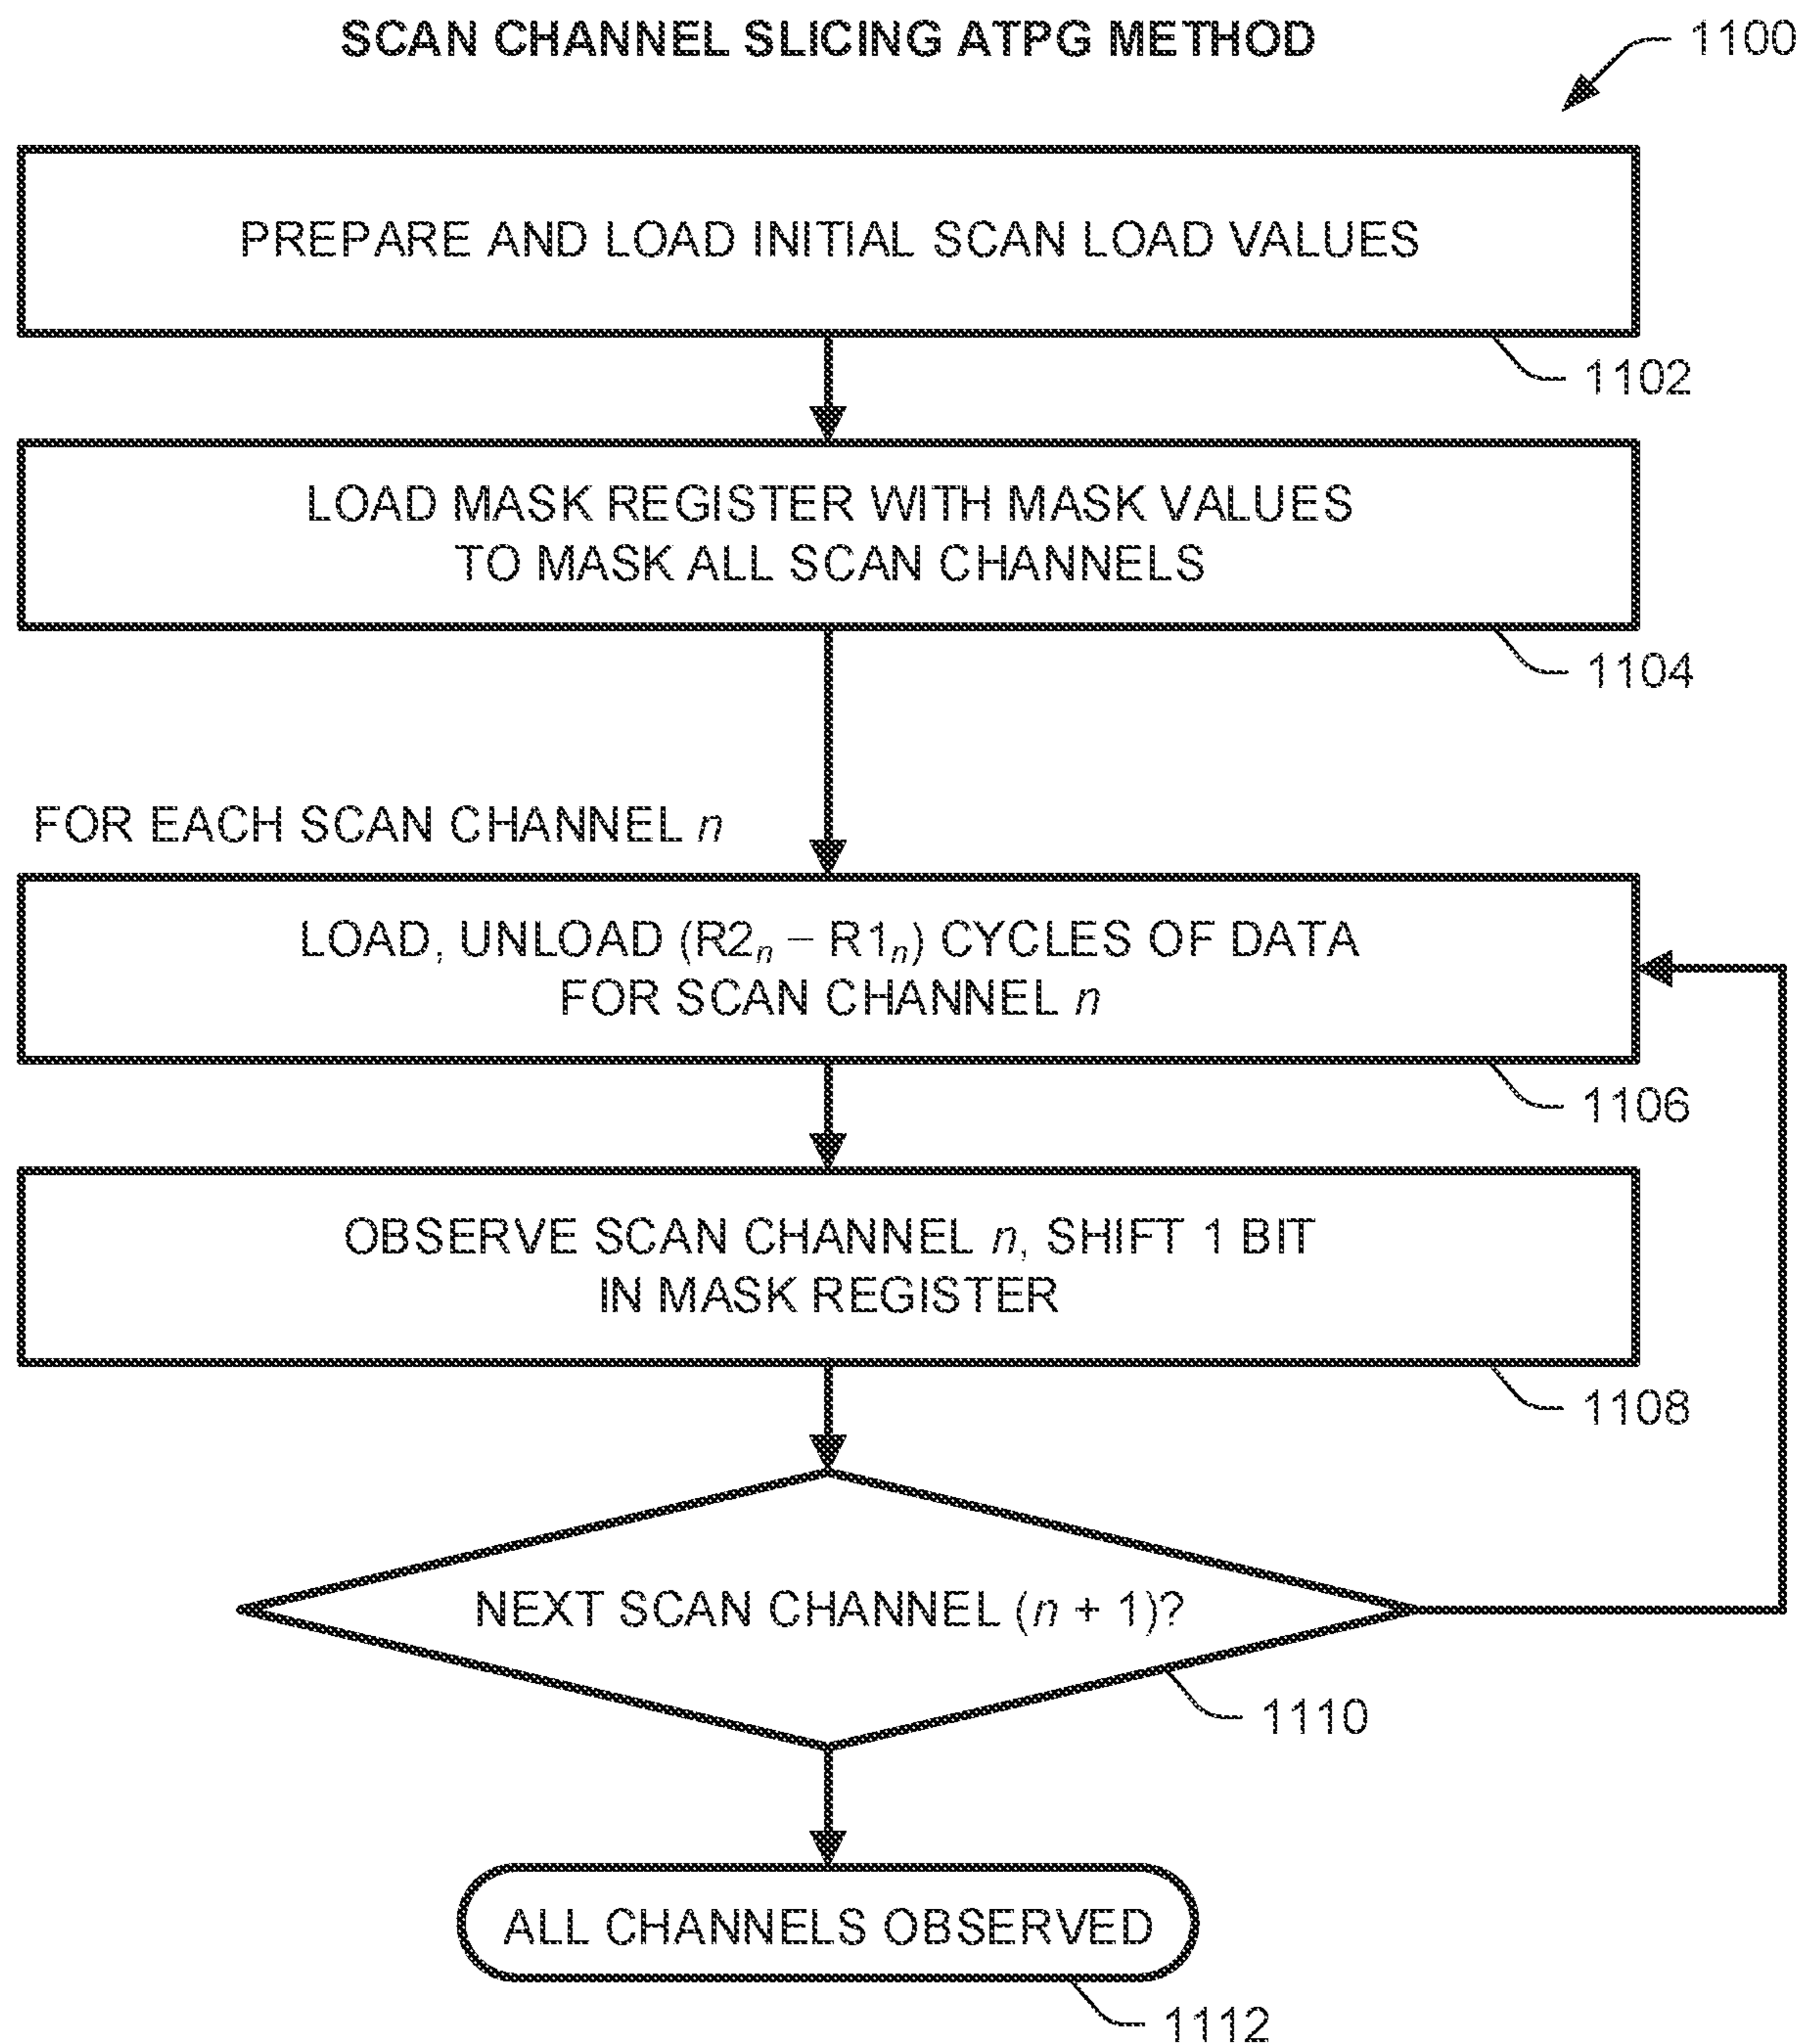 SCAN CHANNEL SLICING ATPG METHOD
1100
PREPARE AND LOAD INITIAL SCAN LOAD VALUES
1102
LOAD MASK REGISTER WITH MASK VALUES
TO MASK ALL SCAN CHANNELS
1104
FOR EACH SCAN CHANNEL n
LOAD, UNLOAD (R2n – R1n) CYCLES OF DATA
FOR SCAN CHANNEL n
1106
OBSERVE SCAN CHANNEL n, SHIFT 1 BIT
IN MASK REGISTER
1108
NEXT SCAN CHANNEL (n + 1)?
1110
ALL CHANNELS OBSERVED
1112